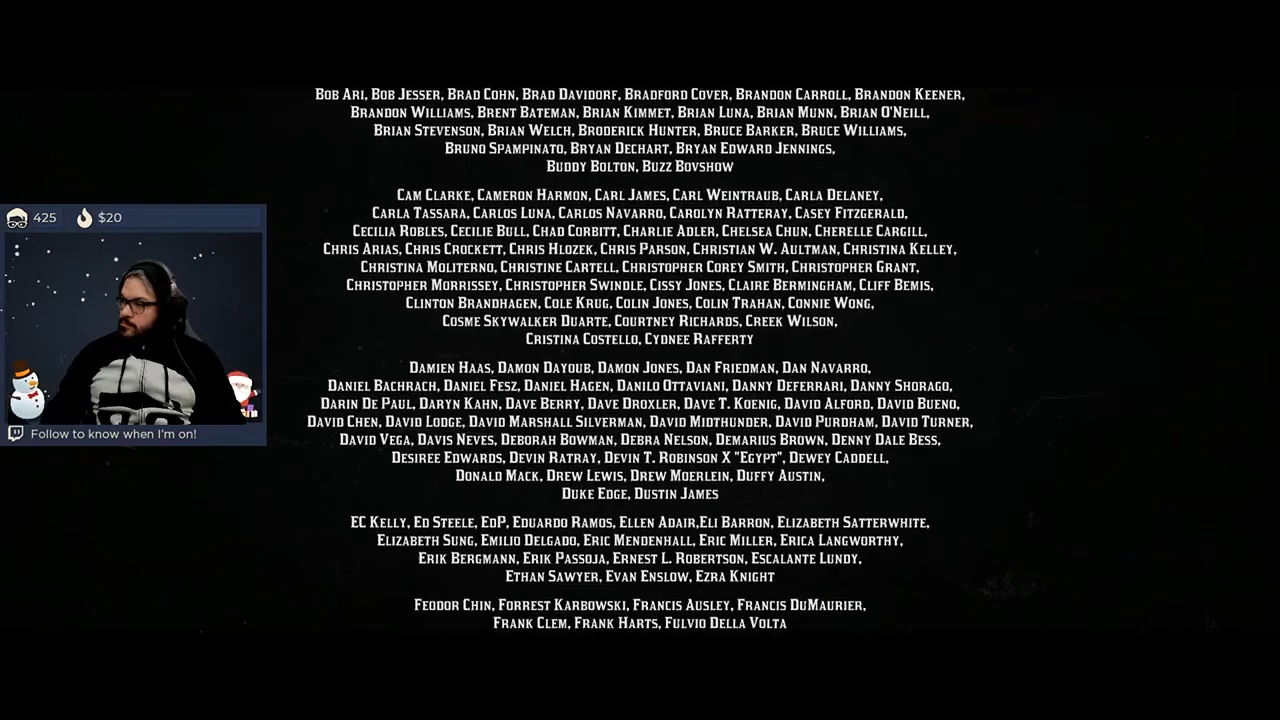 Bob Ari, Bob Jesser, Brad Cohn, Brad Davidorf, Bradford Cover, Brandon Carroll, Brandon Keener,
Brandon Williams, Brent Bateman, Brian Kimmet, Brian Luna, Brian Munn, Brian O'Neill,
Brian Stevenson, Brian Welch, Broderick Hunter, Bruce Barker, Bruce Williams,
Bruno Spampinato, Bryan Dechart, Bryan Edward Jennings,
Buddy Bolton, Buzz Bovshow
Cam Clarke, Cameron Harmon, Carl James, Carl Weintraub, Carla Delaney,
Carla Tassara, Carlos Luna, Carlos Navarro, Carolyn Ratteray, Casey Fitzgerald,
Cecilia Robles, Cecilie Bull, Chad Corbitt, Charlie Adler, Chelsea Chun, Cherelle Cargill,
Chris Arias, Chris Crockett, Chris Hlozek, Chris Parson, Christian W. Aultman, Christina Kelley,
Christina Moliterno, Christine Cartell, Christopher Corey Smith, Christopher Grant,
Christopher Morrissey, Christopher Swindle, Cissy Jones, Claire Bermingham, Cliff Bemis,
Clinton Brandhagen, Cole Krug, Colin Jones, Colin Trahan, Connie Wong,
Cosme Skywalker Duarte, Courtney Richards, Creek Wilson,
Cristina Costello, Cydnee Rafferty
Damien Haas, Damon Dayoub, Damon Jones, Dan Friedman, Dan Navarro,
Daniel Bachrach, Daniel Fesz, Daniel Hagen, Danilo Ottaviani, Danny Deferrari, Danny Shorago,
Darin De Paul, Daryn Kahn, Dave Berry, Dave Droxler, Dave T. Koenig, David Alford, David Bueno,
David Chen, David Lodge, David Marshall Silverman, David Midthunder, David Purdham, David Turner,
David Vega, Davis Neves, Deborah Bowman, Debra Nelson, Demarius Brown, Denny Dale Bess,
Desiree Edwards, Devin Ratray, Devin T. Robinson X "Egypt", Dewey Caddell,
Donald Mack, Drew Lewis, Drew Moerlein, Duffy Austin,
Duke Edge, Dustin James
EC Kelly, Ed Steele, EdP, Eduardo Ramos, Ellen Adair,Eli Barron, Elizabeth Satterwhite,
Elizabeth Sung, Emilio Delgado, Eric Mendenhall, Eric Miller, Erica Langworthy,
Erik Bergmann, Erik Passoja, Ernest L. Robertson, Escalante Lundy,
Ethan Sawyer, Evan Enslow, Ezra Knight
Feodor Chin, Forrest Karbowski, Francis Ausley, Francis DuMaurier,
Frank Clem, Frank Harts, Fulvio Della Volta
425 $20
Follow to know when I'm on!